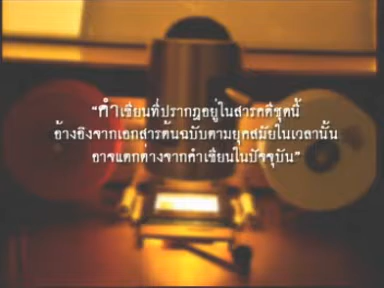 “คำเขียนที่ปรากฏอยู่ในสารคดีชุดนี้
อ้างอิงจากเอกสารต้นฉบับตามยุคสมัยในเวลานั้น
อาจแตกต่างจากคำเขียนในปัจจุบัน”